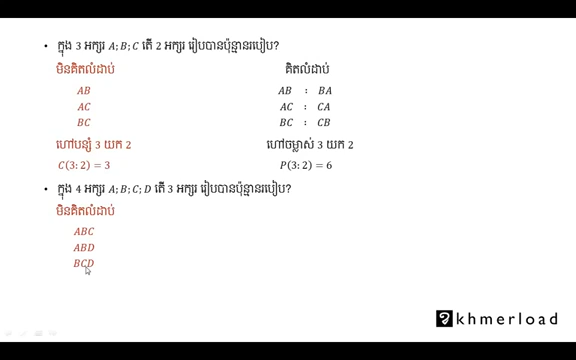 • ក្នុង 3 អក្សរ A; B; C តើ 2 អក្សរ រៀបបានប៉ុន្មានរបៀប?
មិនគិតលំដាប់
AB
AC
BC
ហៅបន្សំ 3 យក 2
C(3: 2) = 3
គិតលំដាប់
AB : BA
AC : CA
BC : CB
ហៅចម្លាស់ 3 យក 2
P(3: 2) = 6
• ក្នុង 4 អក្សរ A; B; C; D តើ 3 អក្សរ រៀបបានប៉ុន្មានរបៀប?
មិនគិតលំដាប់
ABC
ABD
BCD
khmerload